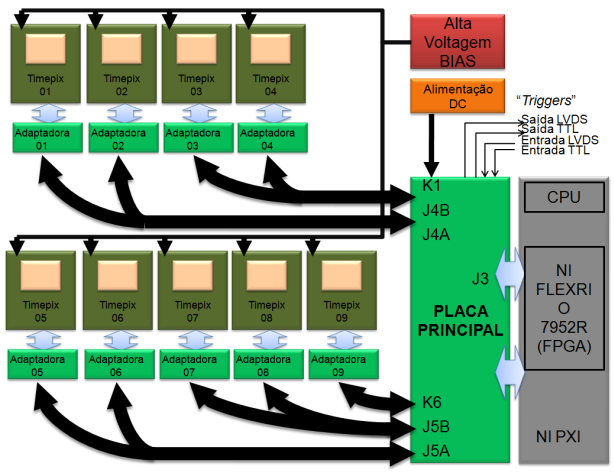 Alta
Voltagem
BIAS
Timepix
01
Timepix
02
Timepix
03
Timepix
04
Alimentação
DC
“Triggers”
Saída LVDS
Saída TTL
Entrada LVDS
Entrada TTL
Adaptadora
01
Adaptadora
02
Adaptadora
03
Adaptadora
04
K1
J4B
J4A
CPU
J3
NI
FLEXRI
O
7952R
(FPGA)
PLACA
PRINCIPAL
Timepix
05
Timepix
06
Timepix
07
Timepix
08
Timepix
09
Adaptadora
05
Adaptadora
06
Adaptadora
07
Adaptadora
08
Adaptadora
09
K6
J5B
J5A
NI PXI